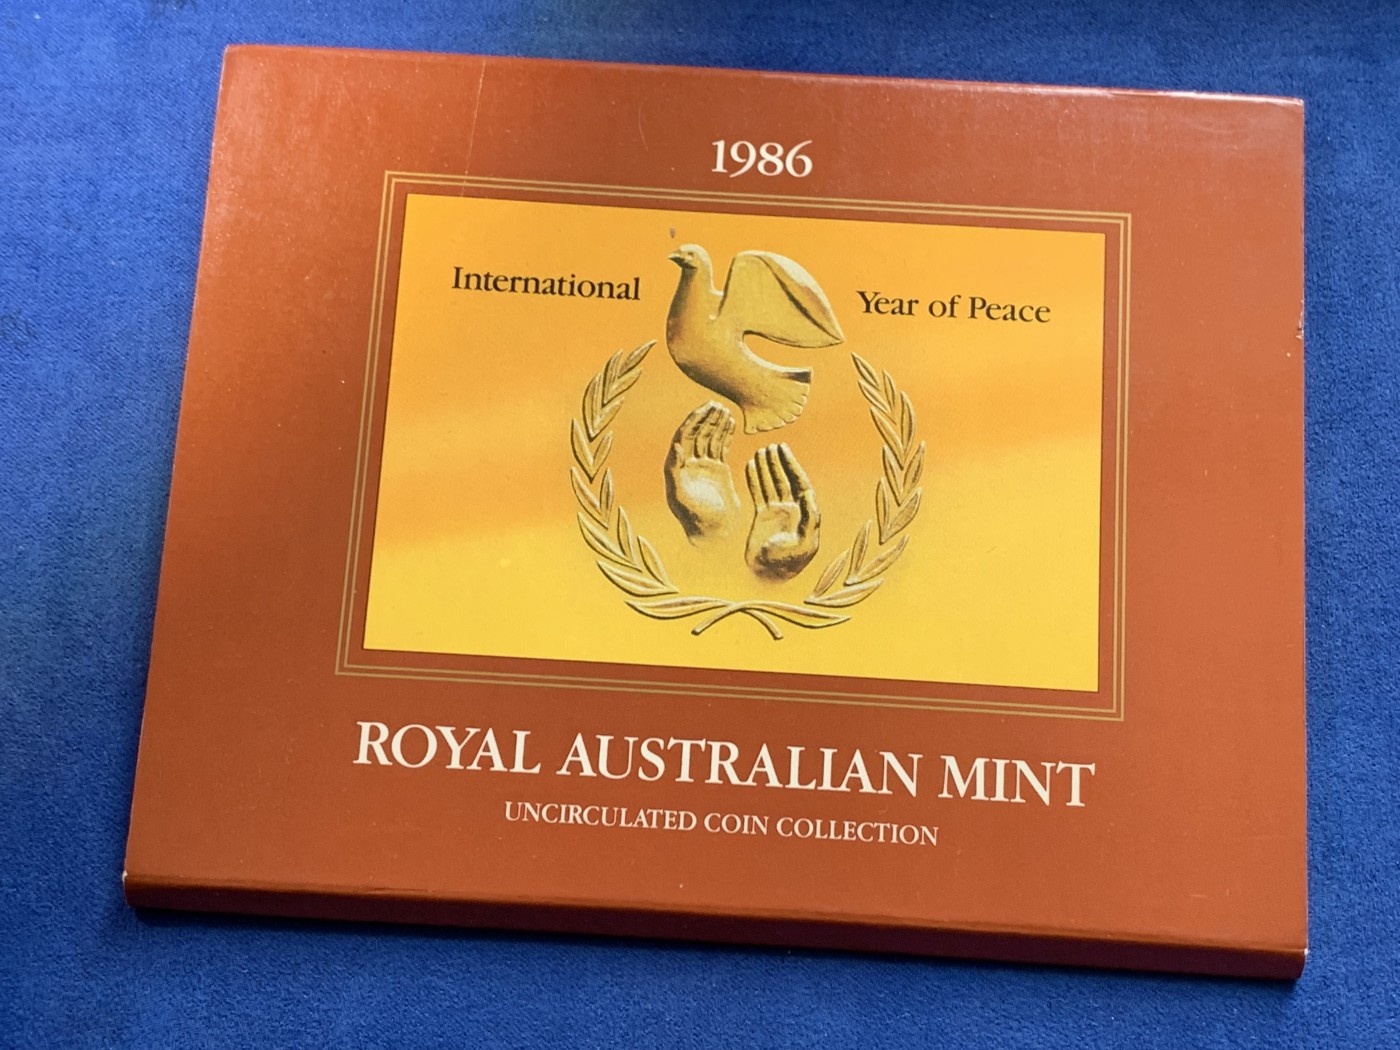 1986
International Year of Peace
ROYAL AUSTRALIAN MINT
UNCIRCULATED COIN COLLECTION